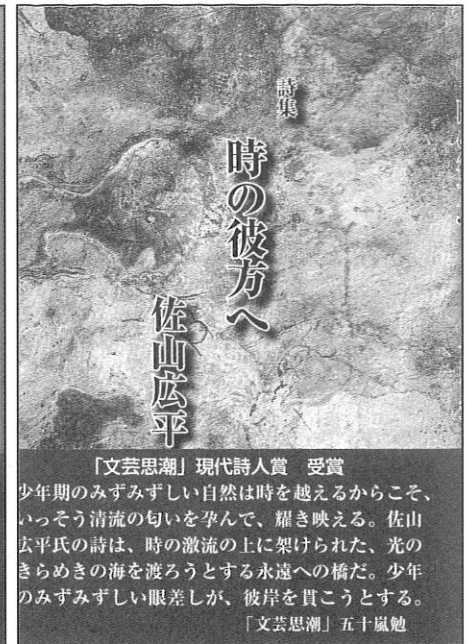 詩集
時の彼方へ
佐山広平
「文芸思潮」現代詩人賞　受賞
少年期のみずみずしい自然は時を越えるからこそ、
いっそう清流の匂いを孕んで、耀き映える。佐山
広平氏の詩は、時の激流の上に架けられた、光の
きらめきの海を渡ろうとする永遠への橋だ。少年
のみずみずしい眼差しが、彼岸を貫こうとする。
「文芸思潮」五十嵐勉